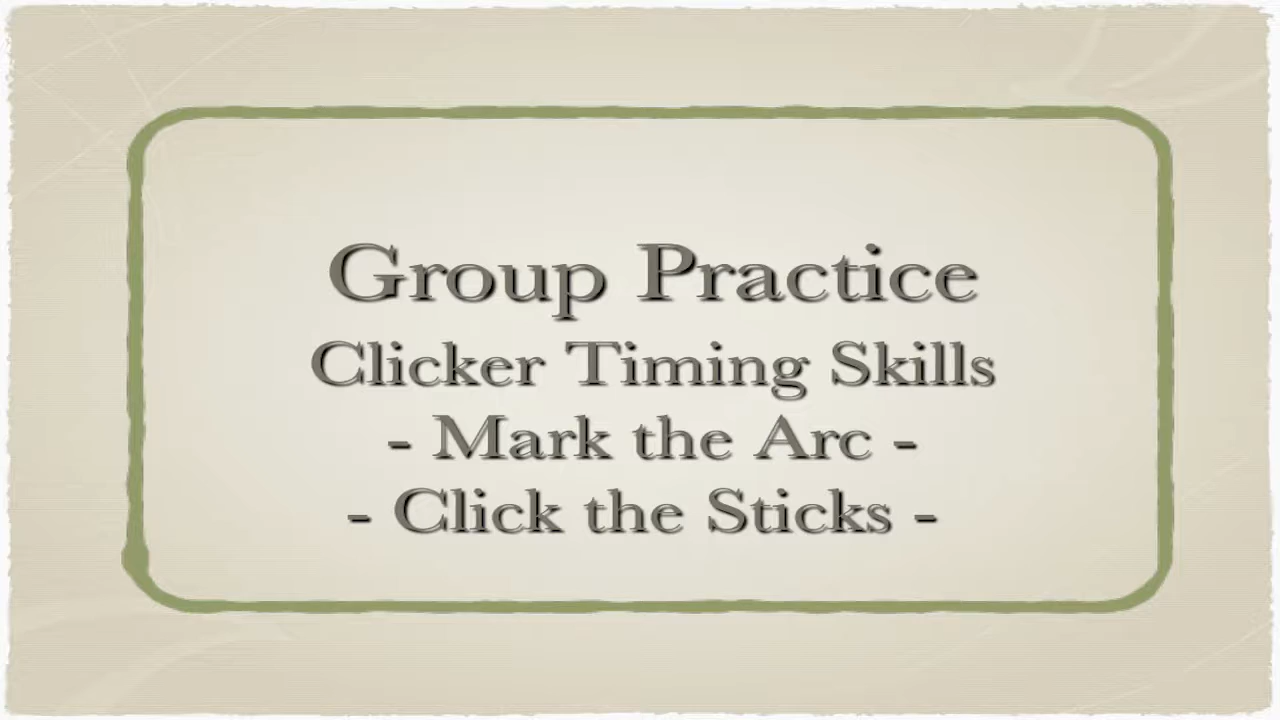 Group Practice
Clicker Timing Skills
- Mark the Arc -
- Click the Sticks -